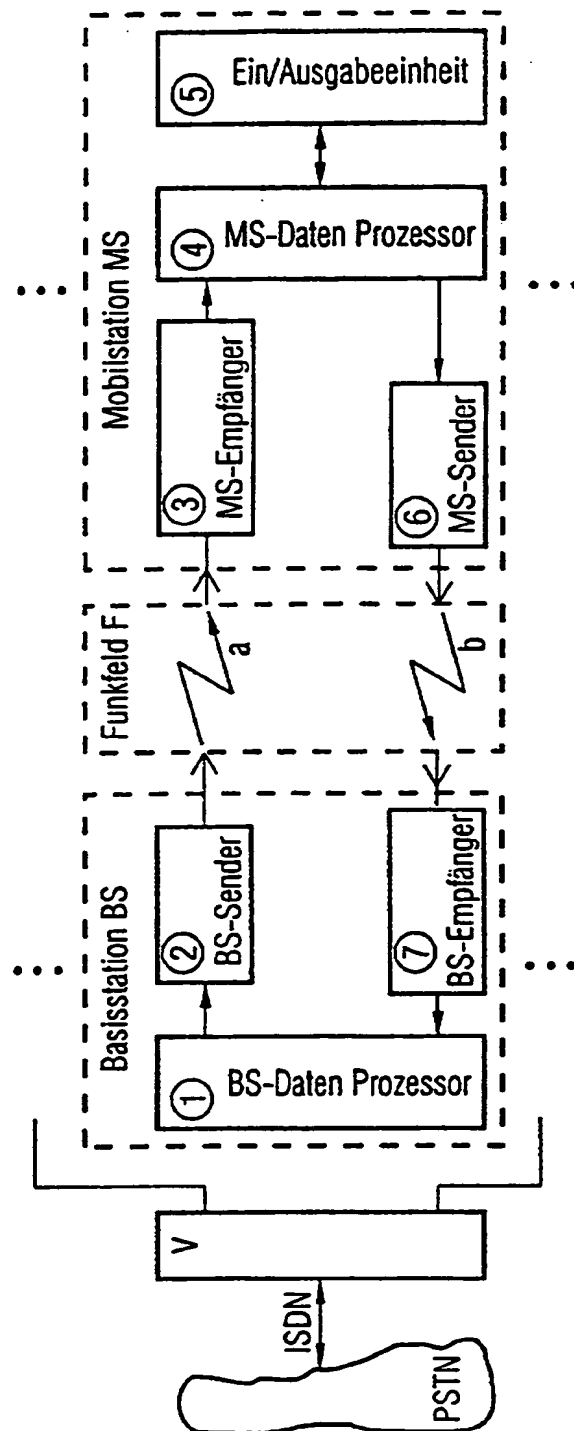 PSTN
ISDN
V
Basisstation BS
1 BS-Daten Prozessor
2 BS-Sender
7 BS-Empfänger
Funkfeld F
a
b
Mobilstation MS
3 MS-Empfänger
4 MS-Daten Prozessor
5 Ein/Ausgabeeinheit
6 MS-Sender